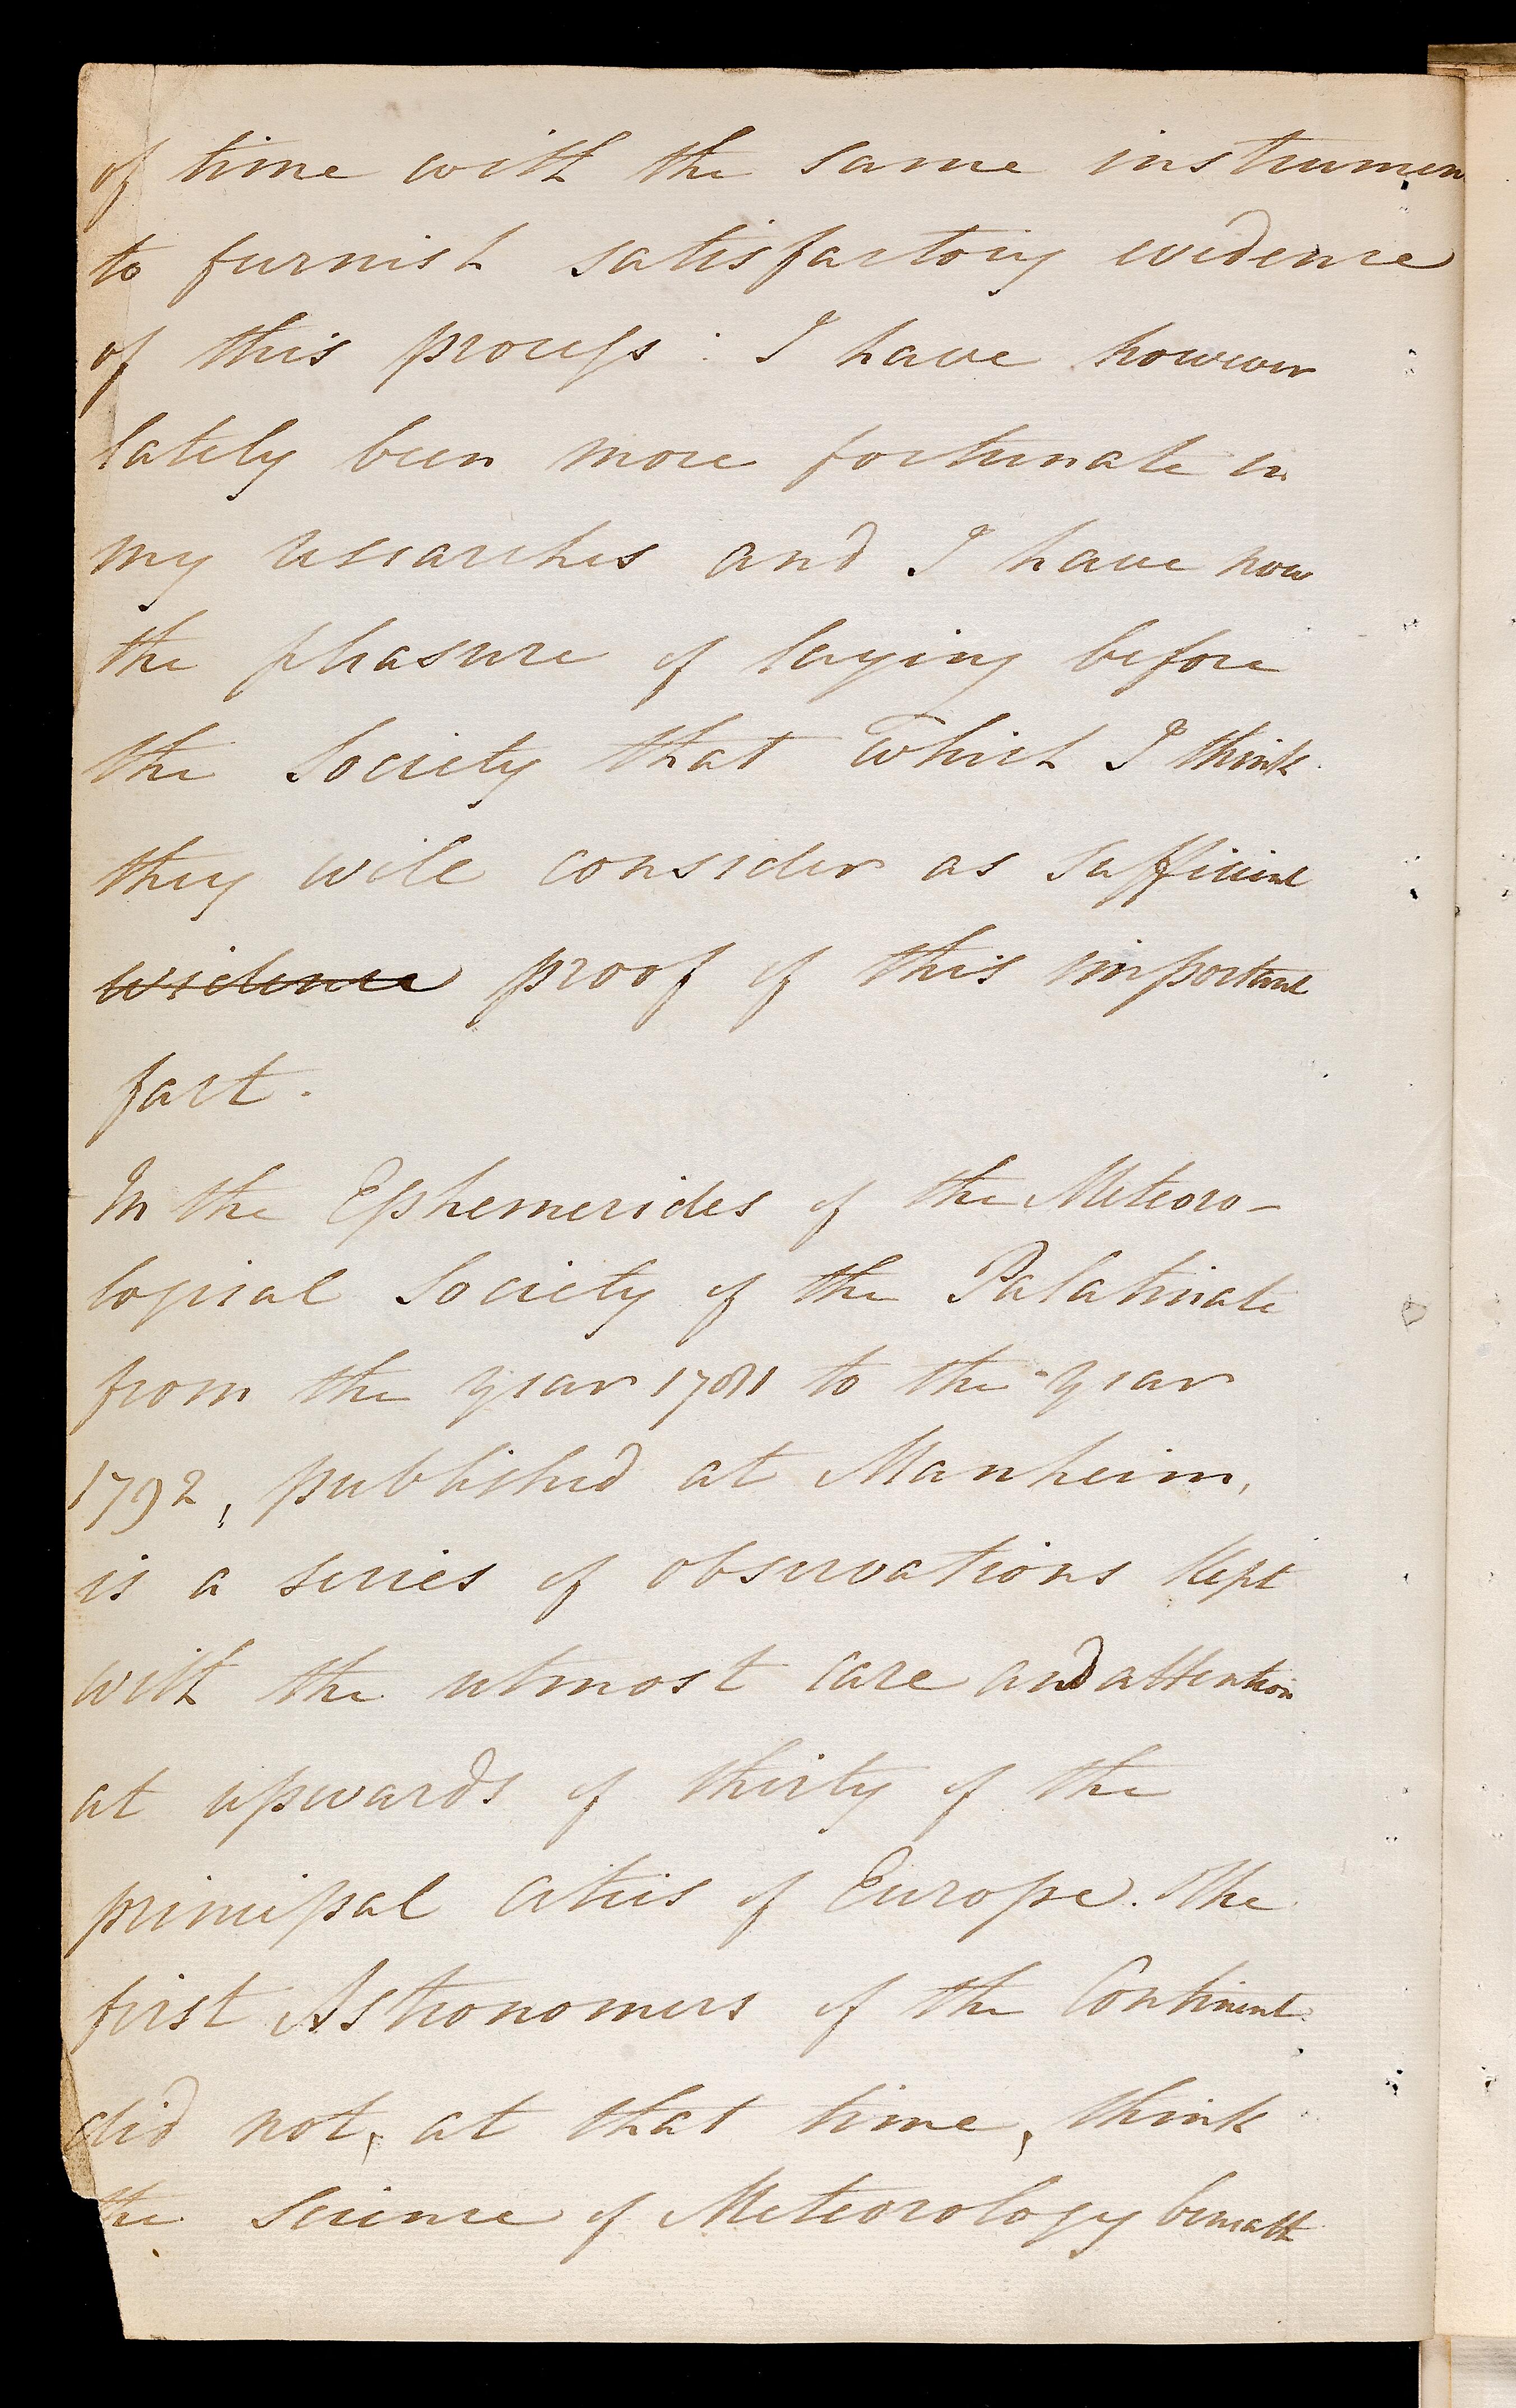 of time with the same instrumen
to furnish satisfactory evidence
of this process: I have however
lately been more fortunate in
my researches and I have now
the pleasure of laying before
the Society that which I think
they will consider as sufficient
evidence proof of this important
fact.
In the Ephemerides of the Meteoro-
logical Society of the Palatinate
from the year 1781 to the year
1792, published at Manheim,
is a series of observations kept
with the utmost care and attention
at upwards of thirty of the
principal cities of Europe. The
first Astronomers of the Continent
did not, at that time, think
the Science of Meteorology beneath